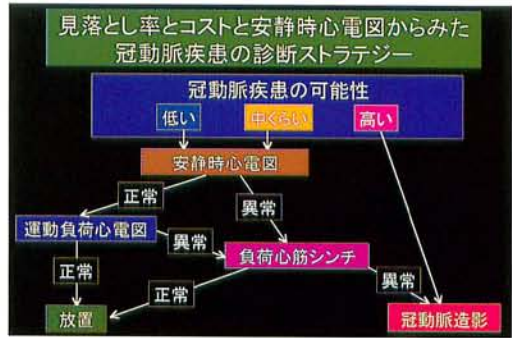 見落とし率とコストと安静時心電図からみた
冠動脈疾患の診断ストラテジー
冠動脈疾患の可能性
低い 中くらい 高い
安静時心電図
正常
異常
運動負荷心電図
異常
負荷心筋シンチ
正常
正常
異常
放置
冠動脈造影